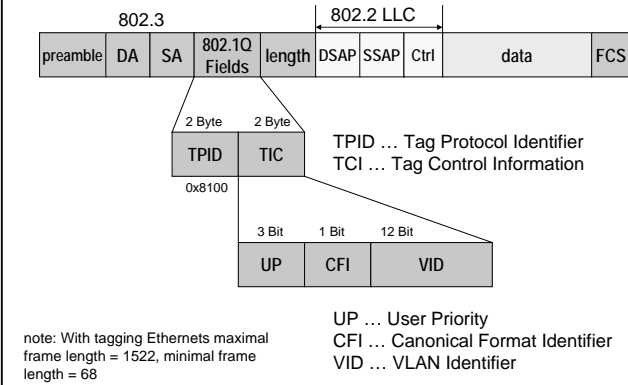 802.3
802.2 LLC
preamble DA SA 802.1Q Fields length DSAP SSAP Ctrl data FCS
2 Byte 2 Byte
TPID TIC
0x8100
TPID … Tag Protocol Identifier
TCI … Tag Control Information
3 Bit 1 Bit 12 Bit
UP CFI VID
note: With tagging Ethernets maximal
frame length = 1522, minimal frame
length = 68
UP … User Priority
CFI … Canonical Format Identifier
VID … VLAN Identifier